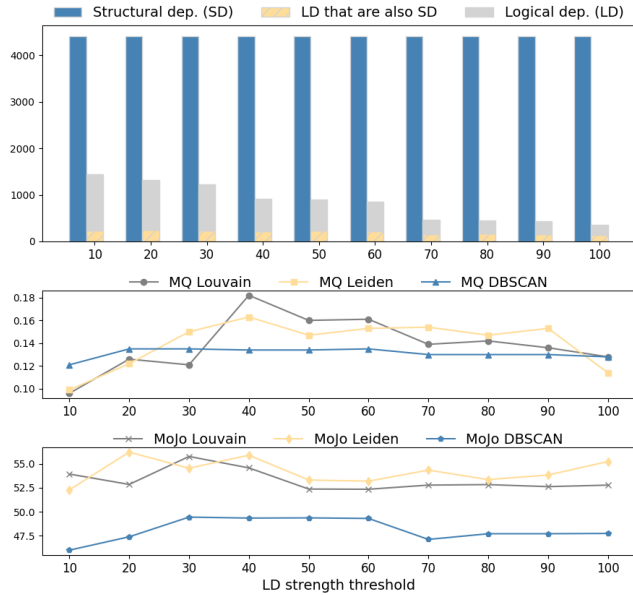 Structural dep. (SD) LD that are also SD Logical dep. (LD)
4000
3000
2000
1000
0
10 20 30 40 50 60 70 80 90 100
MQ Louvain MQ Leiden MQ DBSCAN
0.18
0.16
0.14
0.12
0.10
10 20 30 40 50 60 70 80 90 100
MoJo Louvain MoJo Leiden MoJo DBSCAN
55.0
52.5
50.0
47.5
10 20 30 40 50 60 70 80 90 100
LD strength threshold